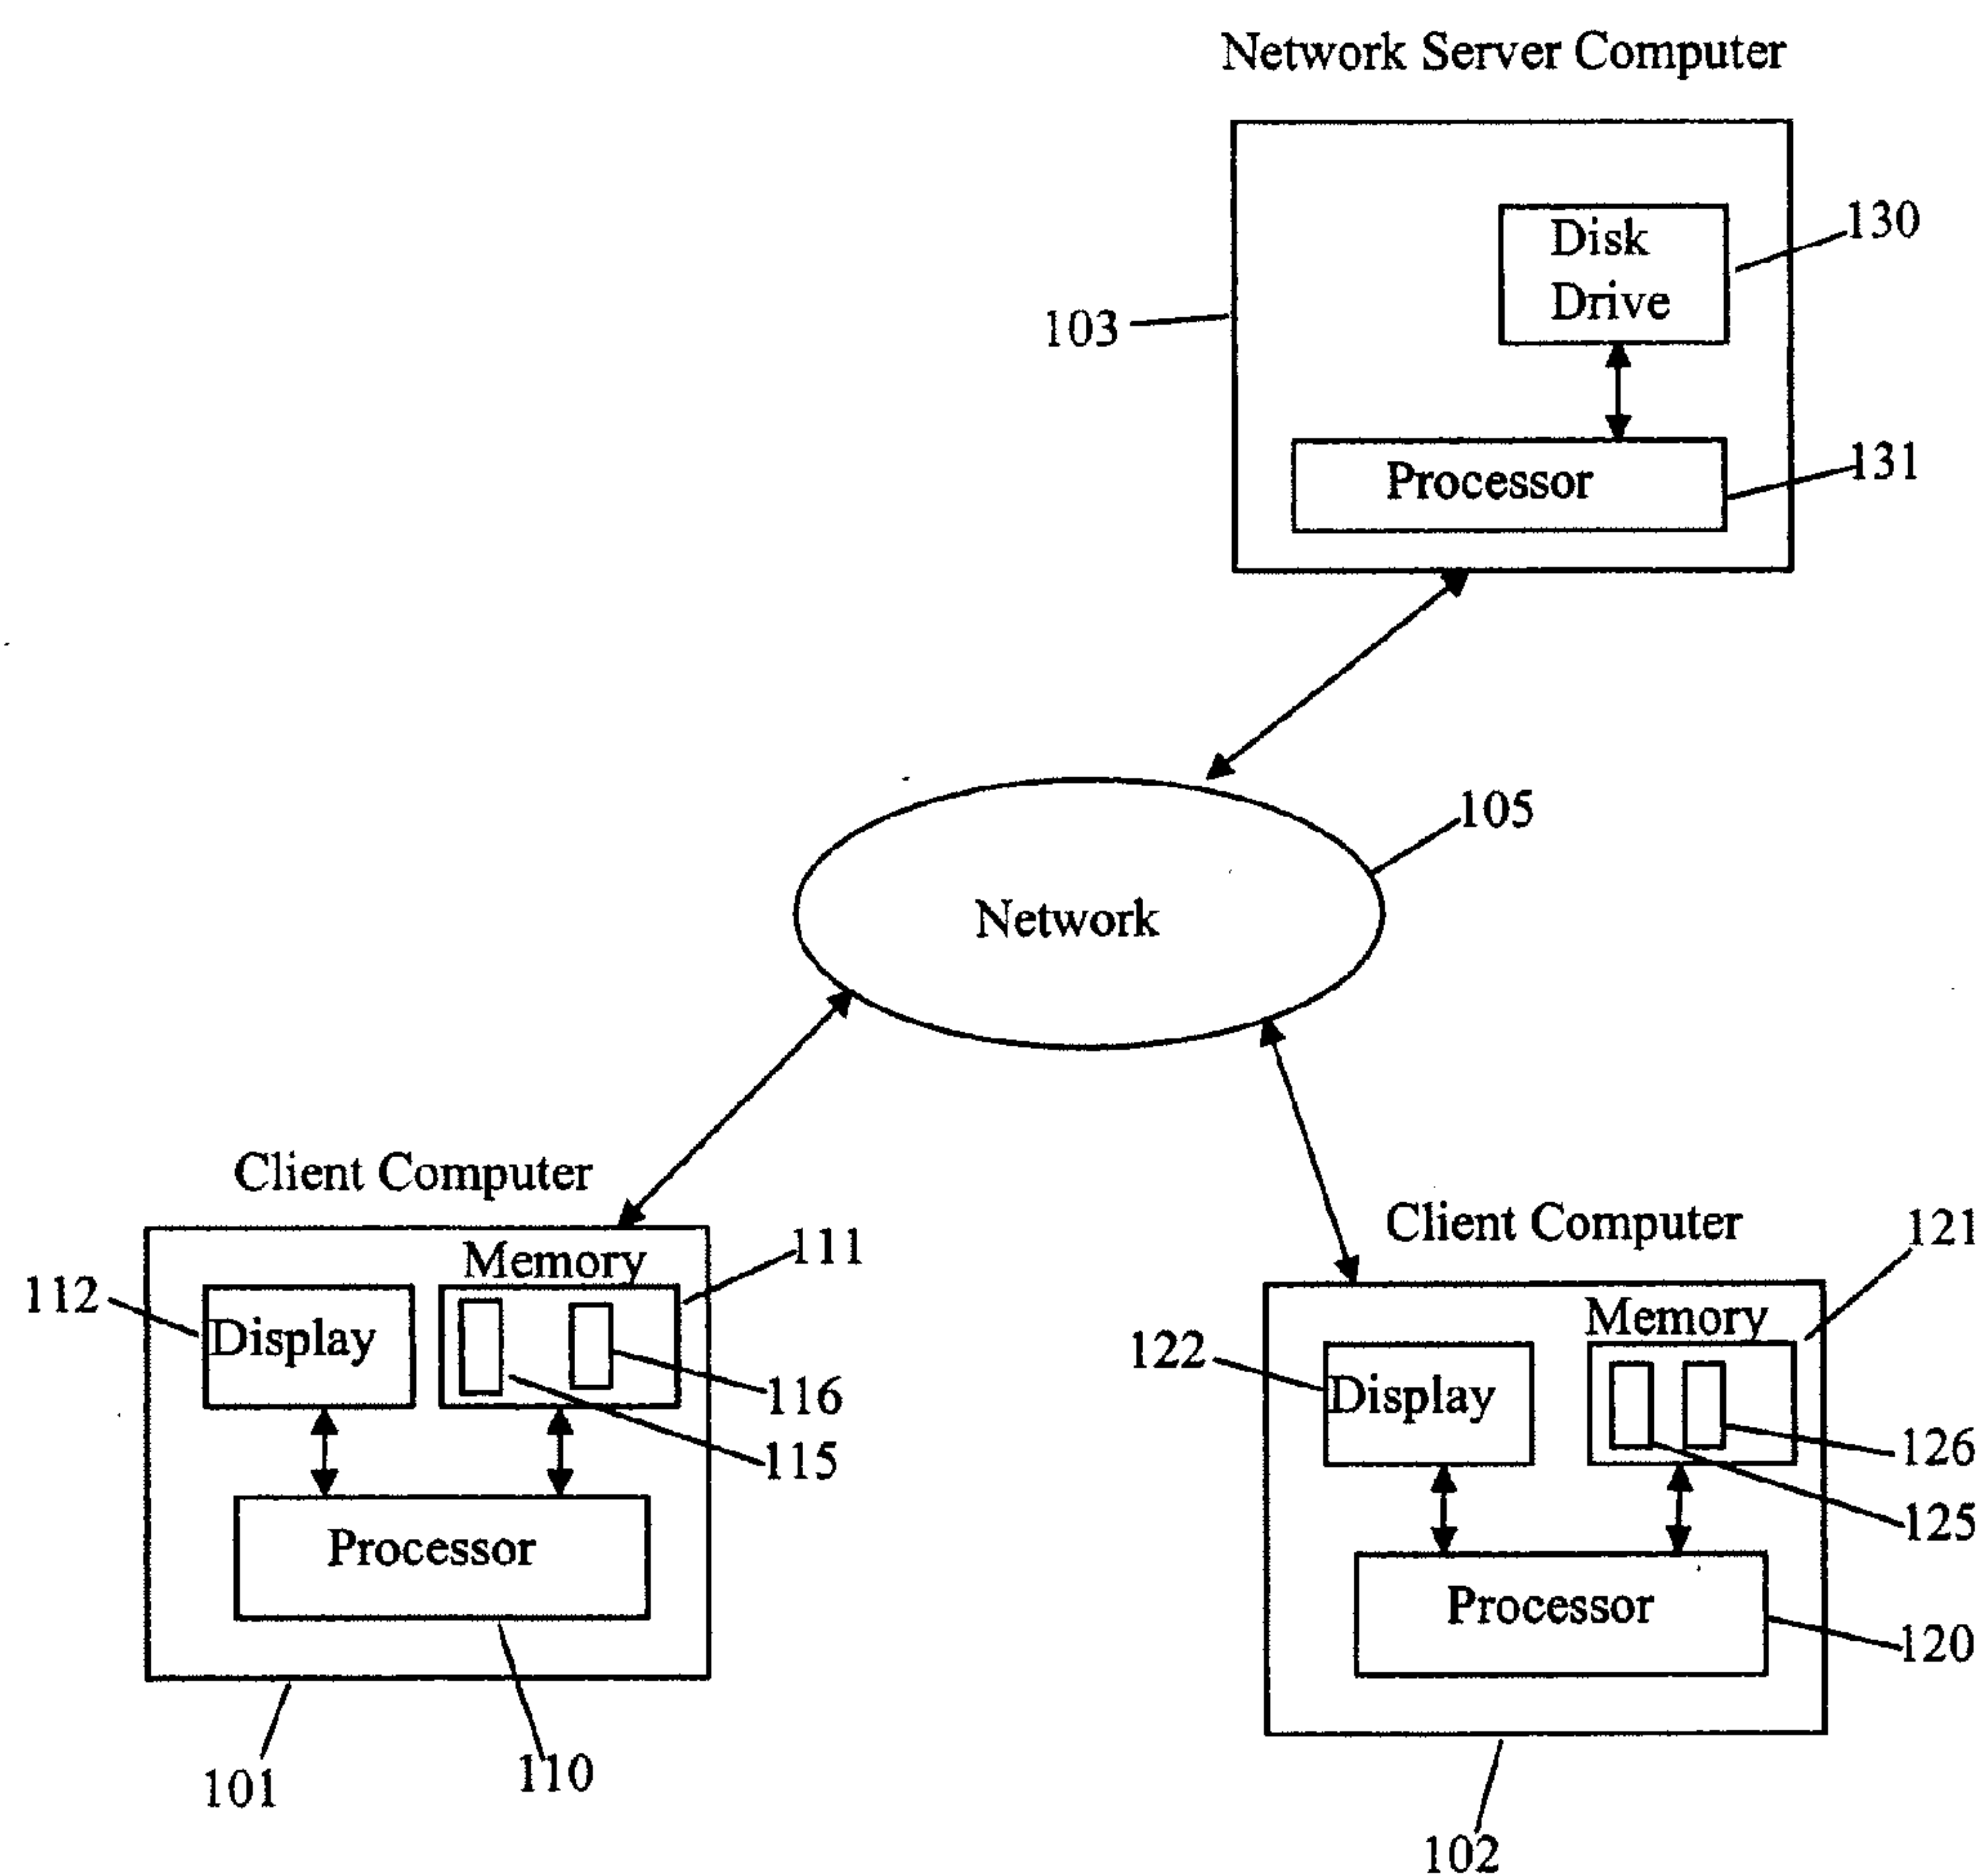 Network Server Computer
Disk
Drive
130
103
Processor
131
105
Network
Client Computer
Memory
111
112
Display
116
115
Processor
101
110
Client Computer
121
Memory
122
Display
126
125
Processor
120
102